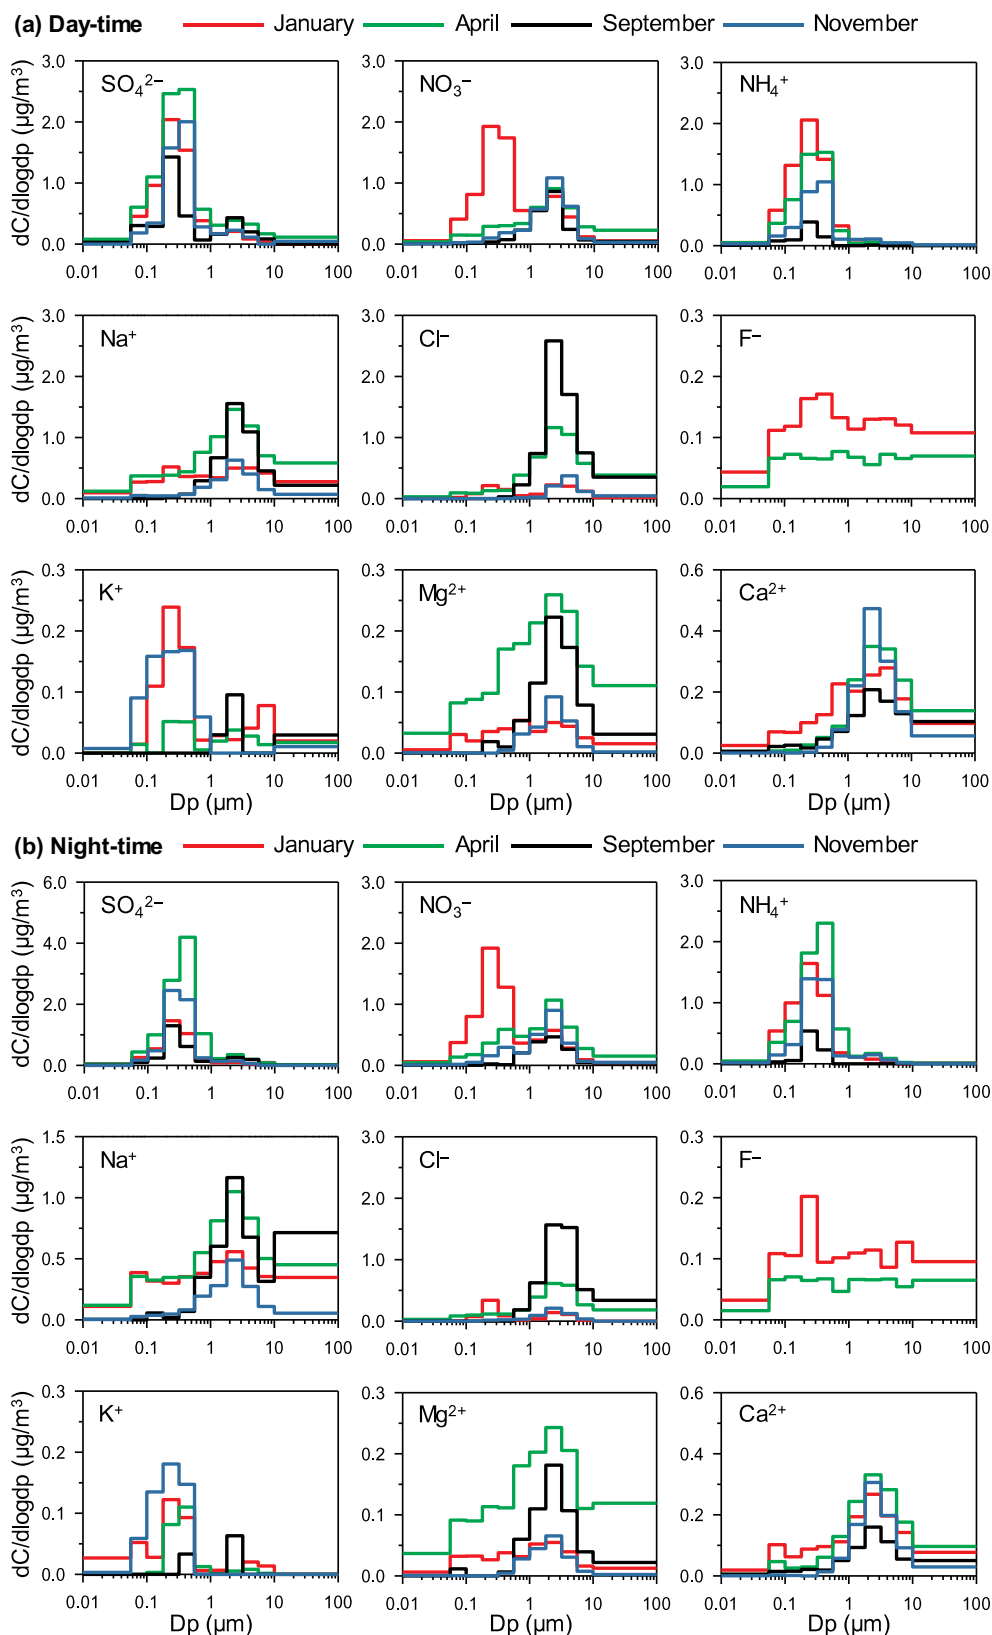 (a) Day-time January April September November
SO₄²⁻ NO₃⁻ NH₄⁺
dC/dlogdp (µg/m³)
3.0 2.0 1.0 0.0
3.0 2.0 1.0 0.0
3.0 2.0 1.0 0.0
0.01 0.1 1 10 100
0.01 0.1 1 10 100
0.01 0.1 1 10 100
Na⁺ Cl⁻ F⁻
dC/dlogdp (µg/m³)
3.0 2.0 1.0 0.0
3.0 2.0 1.0 0.0
0.3 0.2 0.1 0.0
0.01 0.1 1 10 100
0.01 0.1 1 10 100
0.01 0.1 1 10 100
K⁺ Mg²⁺ Ca²⁺
dC/dlogdp (µg/m³)
0.3 0.2 0.1 0.0
0.3 0.2 0.1 0.0
0.6 0.4 0.2 0.0
0.01 0.1 1 10 100
0.01 0.1 1 10 100
0.01 0.1 1 10 100
Dp (µm) Dp (µm) Dp (µm)
(b) Night-time January April September November
SO₄²⁻ NO₃⁻ NH₄⁺
dC/dlogdp (µg/m³)
6.0 4.0 2.0 0.0
3.0 2.0 1.0 0.0
3.0 2.0 1.0 0.0
0.01 0.1 1 10 100
0.01 0.1 1 10 100
0.01 0.1 1 10 100
Na⁺ Cl⁻ F⁻
dC/dlogdp (µg/m³)
1.5 1.0 0.5 0.0
3.0 2.0 1.0 0.0
0.3 0.2 0.1 0.0
0.01 0.1 1 10 100
0.01 0.1 1 10 100
0.01 0.1 1 10 100
K⁺ Mg²⁺ Ca²⁺
dC/dlogdp (µg/m³)
0.3 0.2 0.1 0.0
0.3 0.2 0.1 0.0
0.6 0.4 0.2 0.0
0.01 0.1 1 10 100
0.01 0.1 1 10 100
0.01 0.1 1 10 100
Dp (µm) Dp (µm) Dp (µm)